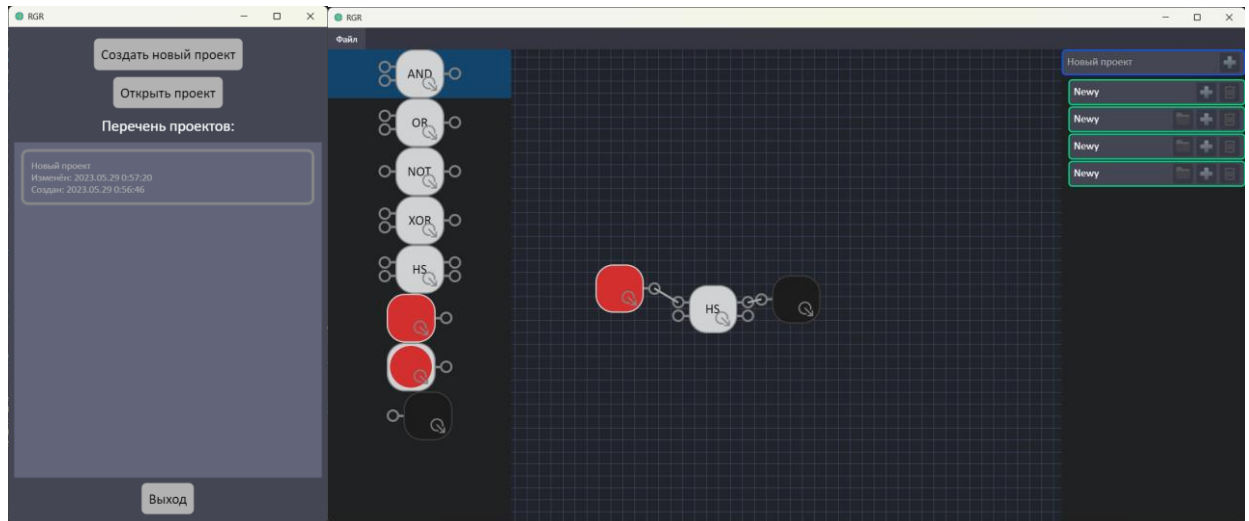 RGR
Создать новый проект
Открыть проект
Перечень проектов:
Новый проект
Изменён: 2023.05.29 0:57:20
Создан: 2023.05.29 0:56:46
Выход
RGR
Файл
AND
OR
NOT
XOR
HS
HS
Новый проект
Newy
Newy
Newy
Newy